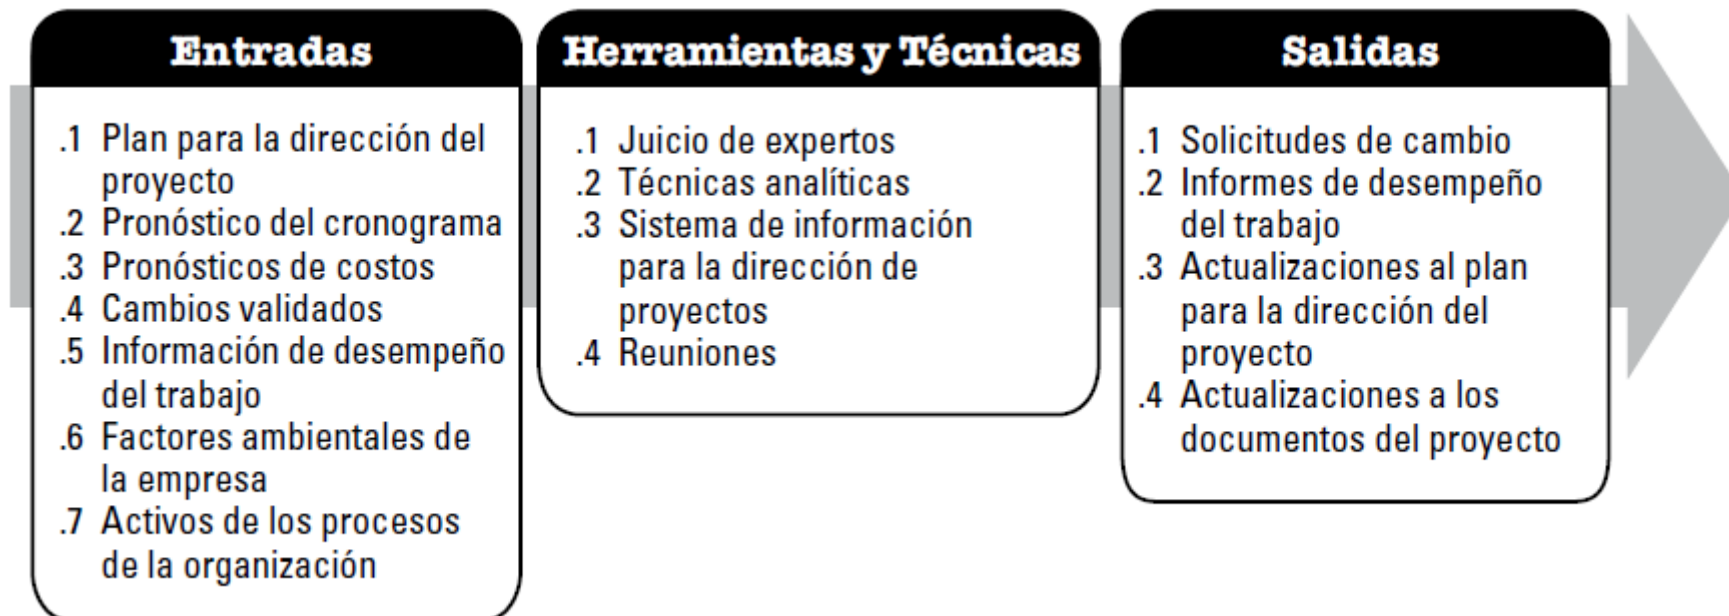 Entradas
.1 Plan para la dirección del
proyecto
.2 Pronóstico del cronograma
.3 Pronósticos de costos
.4 Cambios validados
.5 Información de desempeño
del trabajo
.6 Factores ambientales de
la empresa
.7 Activos de los procesos
de la organización
Herramientas y Técnicas
.1 Juicio de expertos
.2 Técnicas analíticas
.3 Sistema de información
para la dirección de
proyectos
.4 Reuniones
Salidas
.1 Solicitudes de cambio
.2 Informes de desempeño
del trabajo
.3 Actualizaciones al plan
para la dirección del
proyecto
.4 Actualizaciones a los
documentos del proyecto